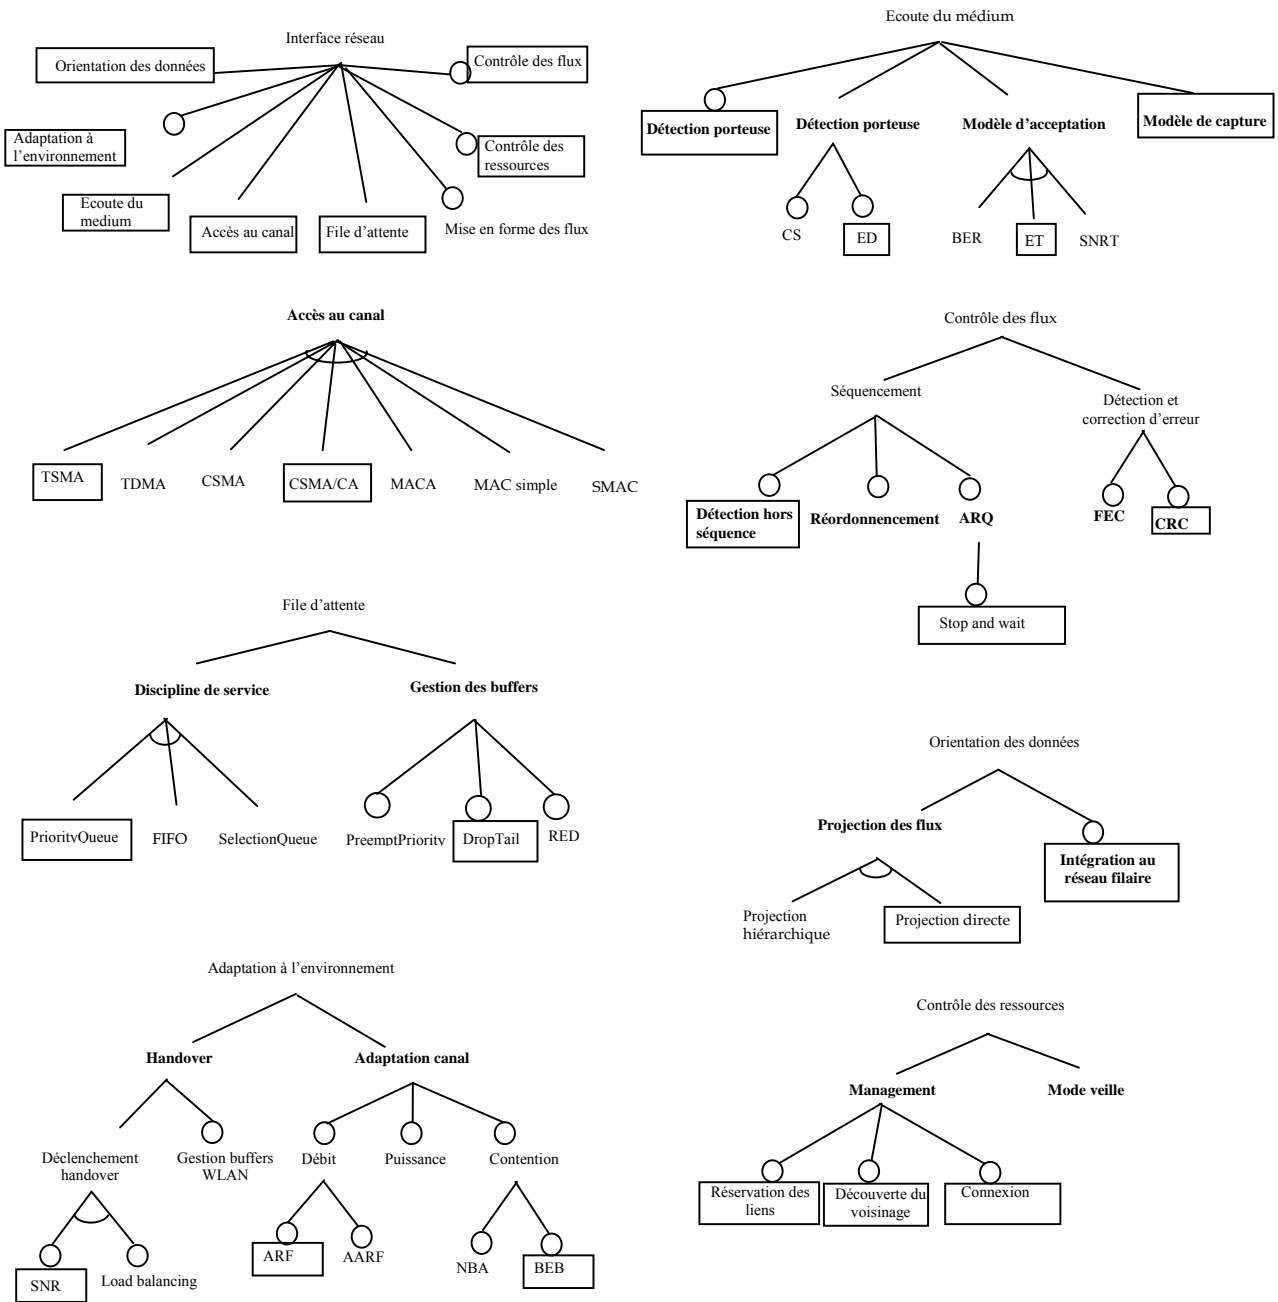 Interface réseau
Orientation des données
Contrôle des flux
Adaptation à
l'environnement
Contrôle des
ressources
Ecoute du
medium
Accès au canal
File d'attente
Mise en forme des flux
Ecoute du médium
Détection porteuse
Détection porteuse
Modèle d'acceptation
Modèle de capture
CS
ED
BER
ET
SNRT
Accès au canal
TSMA
TDMA
CSMA
CSMA/CA
MACA
MAC simple
SMAC
Contrôle des flux
Séquencement
Détection et
correction d'erreur
Détection hors
séquence
Réordonnencement
ARQ
FEC
CRC
Stop and wait
File d'attente
Discipline de service
Gestion des buffers
PriorityQueue
FIFO
SelectionQueue
PreemptPriority
DropTail
RED
Orientation des données
Projection des flux
Intégration au
réseau filaire
Projection
hiérarchique
Projection directe
Adaptation à l'environnement
Handover
Adaptation canal
Déclenchement
handover
Gestion buffers
WLAN
Débit
Puissance
Contention
SNR
Load balancing
ARF
AARF
NBA
BEB
Contrôle des ressources
Management
Mode veille
Réservation des
liens
Découverte du
voisinage
Connexion